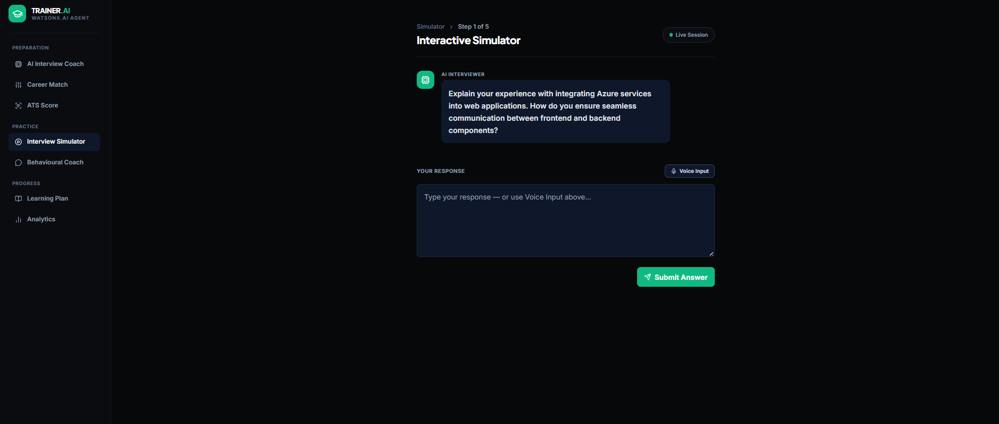 TRAINER.AI
WATSONX.AI AGENT
PREPARATION
AI Interview Coach
Career Match
ATS Score
PRACTICE
Interview Simulator
Behavioural Coach
PROGRESS
Learning Plan
Analytics
Simulator › Step 1 of 5
Interactive Simulator
Live Session
AI INTERVIEWER
Explain your experience with integrating Azure services
into web applications. How do you ensure seamless
communication between frontend and backend
components?
YOUR RESPONSE
Voice Input
Type your response — or use Voice Input above...
Submit Answer